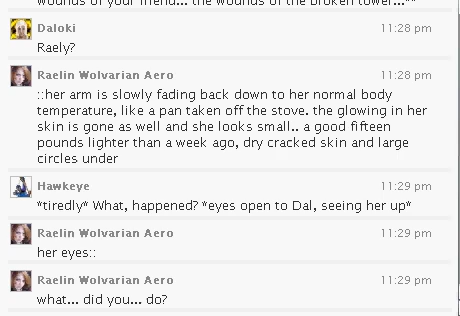 wounds of your friend... the wounds of the broken tower...**
Daloki 11:28 pm
Raely?
Raelin Wolvarian Aero 11:28 pm
::her arm is slowly fading back down to her normal body
temperature, like a pan taken off the stove. the glowing in her
skin is gone as well and she looks small.. a good fifteen
pounds lighter than a week ago, dry cracked skin and large
circles under
Hawkeye 11:29 pm
*tiredly* What, happened? *eyes open to Dal, seeing her up*
Raelin Wolvarian Aero 11:29 pm
her eyes::
Raelin Wolvarian Aero 11:29 pm
what... did you... do?